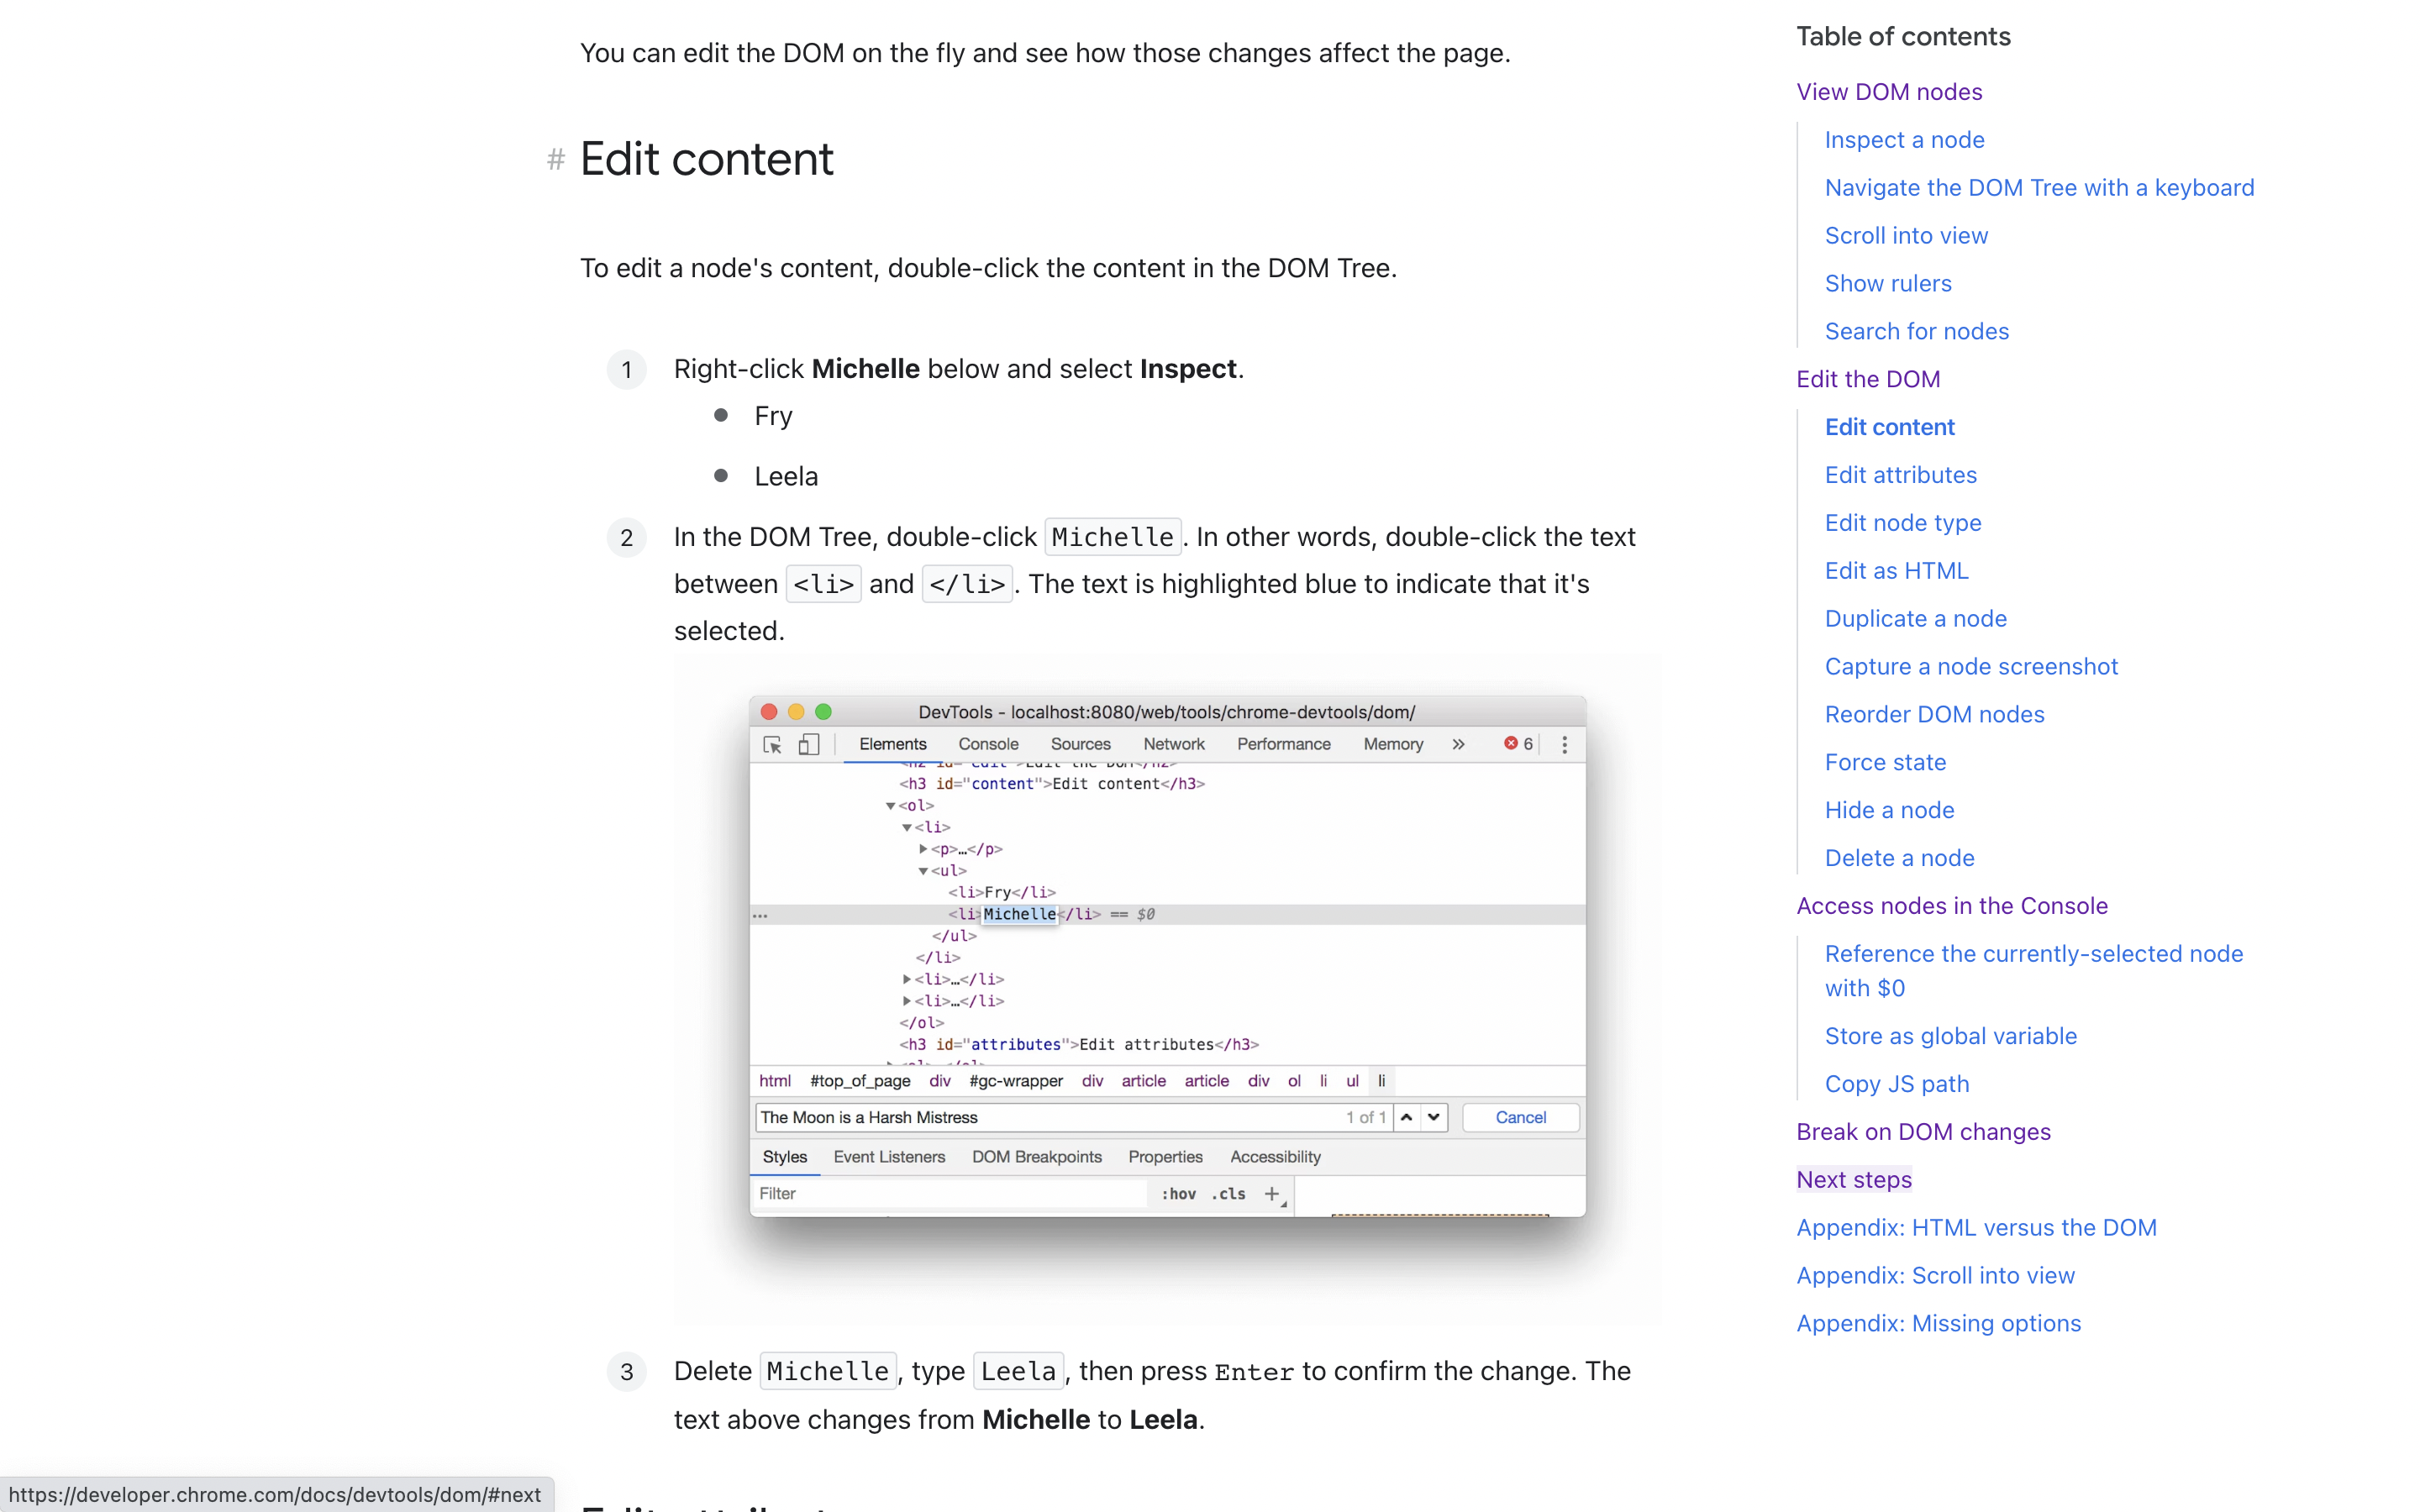 You can edit the DOM on the fly and see how those changes affect the page.
# Edit content
To edit a node's content, double-click the content in the DOM Tree.
1 Right-click Michelle below and select Inspect.
Fry
Leela
2 In the DOM Tree, double-click Michelle. In other words, double-click the text
between <li> and </li>. The text is highlighted blue to indicate that it's
selected.
DevTools - localhost:8080/web/tools/chrome-devtools/dom/
Elements Console Sources Network Performance Memory » 6
<h3 id="content">Edit content</h3>
▼<ol>
▼<li>
▶<p>…</p>
▼<ul>
<li>Fry</li>
… <li>Michelle</li> == $0
</ul>
</li>
▶<li>…</li>
▶<li>…</li>
</ol>
<h3 id="attributes">Edit attributes</h3>
html #top_of_page div #gc-wrapper div article article div ol li ul li
The Moon is a Harsh Mistress 1 of 1 Cancel
Styles Event Listeners DOM Breakpoints Properties Accessibility
Filter :hov .cls +
3 Delete Michelle, type Leela, then press Enter to confirm the change. The
text above changes from Michelle to Leela.
https://developer.chrome.com/docs/devtools/dom/#next
Table of contents
View DOM nodes
Inspect a node
Navigate the DOM Tree with a keyboard
Scroll into view
Show rulers
Search for nodes
Edit the DOM
Edit content
Edit attributes
Edit node type
Edit as HTML
Duplicate a node
Capture a node screenshot
Reorder DOM nodes
Force state
Hide a node
Delete a node
Access nodes in the Console
Reference the currently-selected node
with $0
Store as global variable
Copy JS path
Break on DOM changes
Next steps
Appendix: HTML versus the DOM
Appendix: Scroll into view
Appendix: Missing options